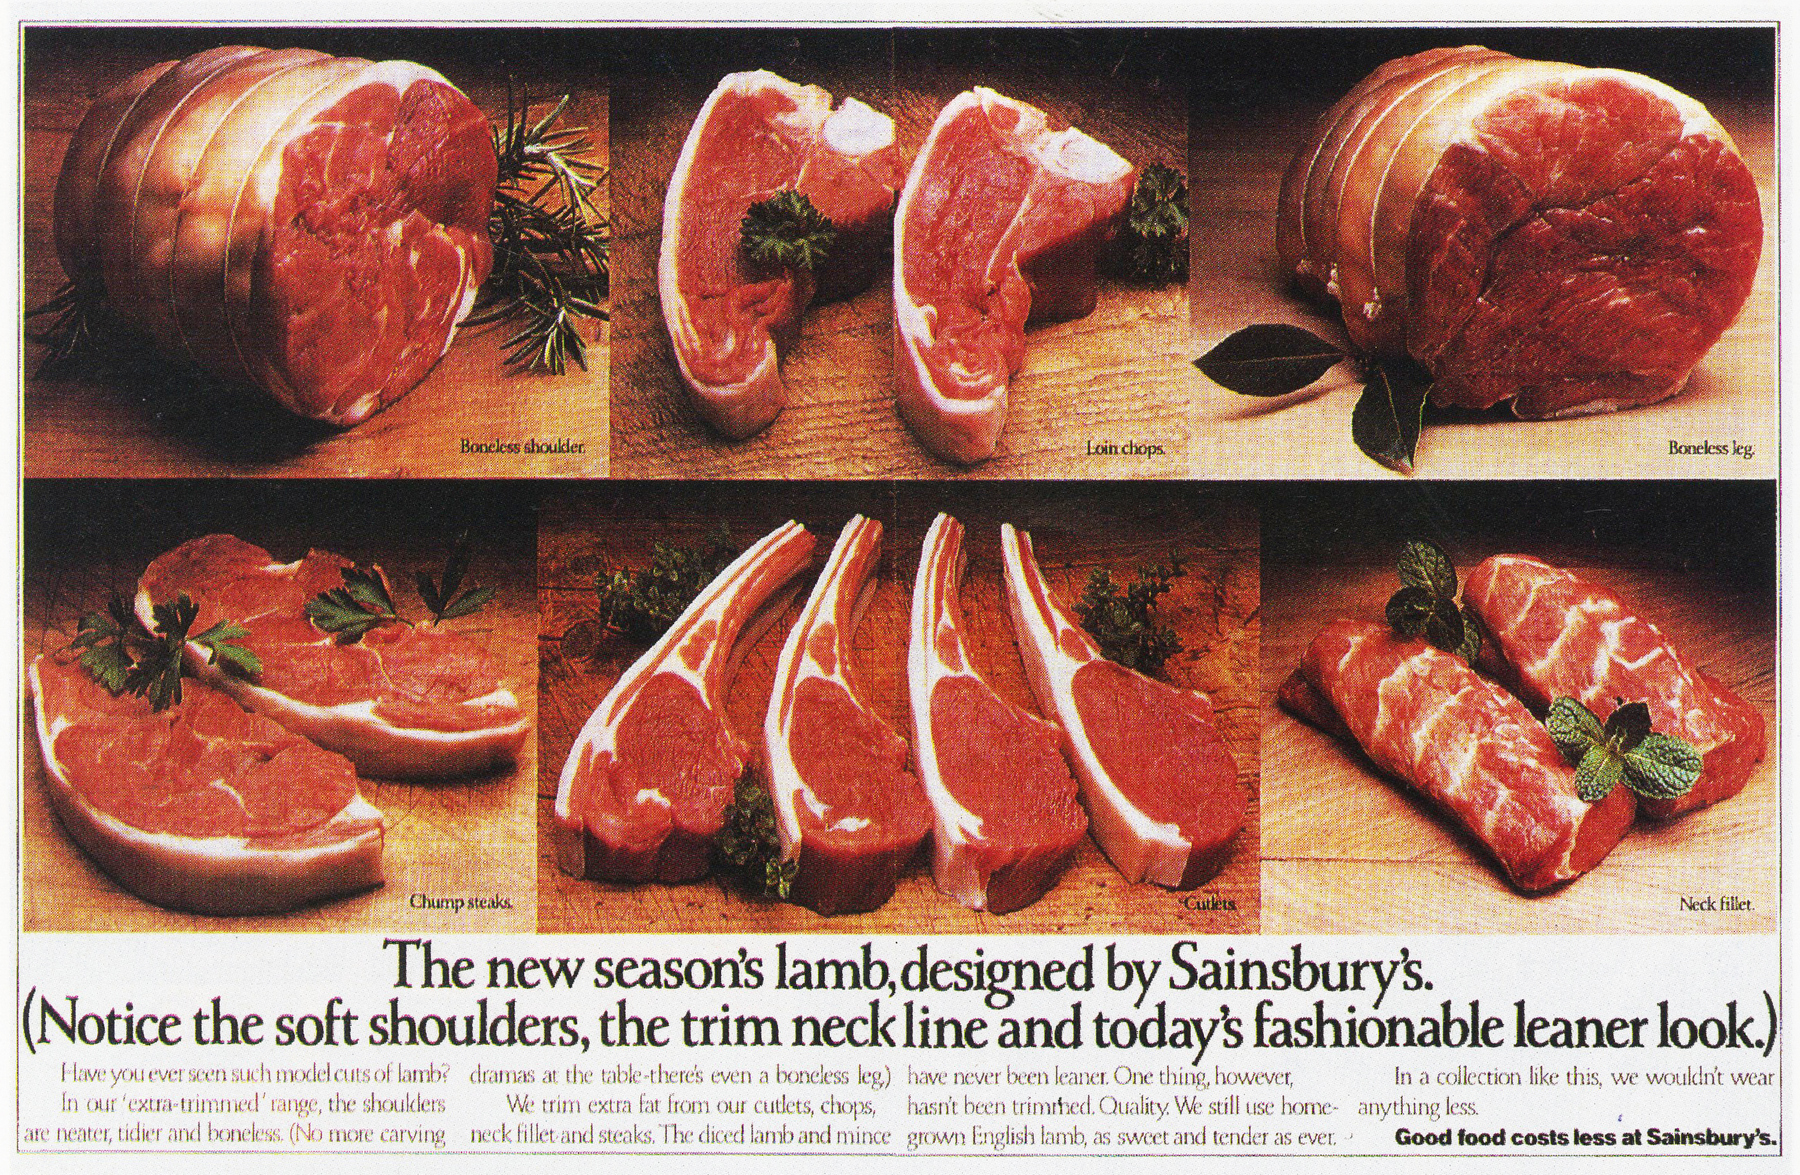 Boneless shoulder.
Loin chops.
Boneless leg.
Chump steaks.
Cutlets.
Neck fillet.
The new season's lamb, designed by Sainsbury's.
(Notice the soft shoulders, the trim neck line and today's fashionable leaner look.)
Have you ever seen such model cuts of lamb?
In our 'extra-trimmed' range, the shoulders
are neater, tidier and boneless. (No more carving
dramas at the table-there's even a boneless leg.)
We trim extra fat from our cutlets, chops,
neck fillet and steaks. The diced lamb and mince
have never been leaner. One thing, however,
hasn't been trimmed. Quality. We still use home-
grown English lamb, as sweet and tender as ever.
In a collection like this, we wouldn't wear
anything less.
Good food costs less at Sainsbury's.